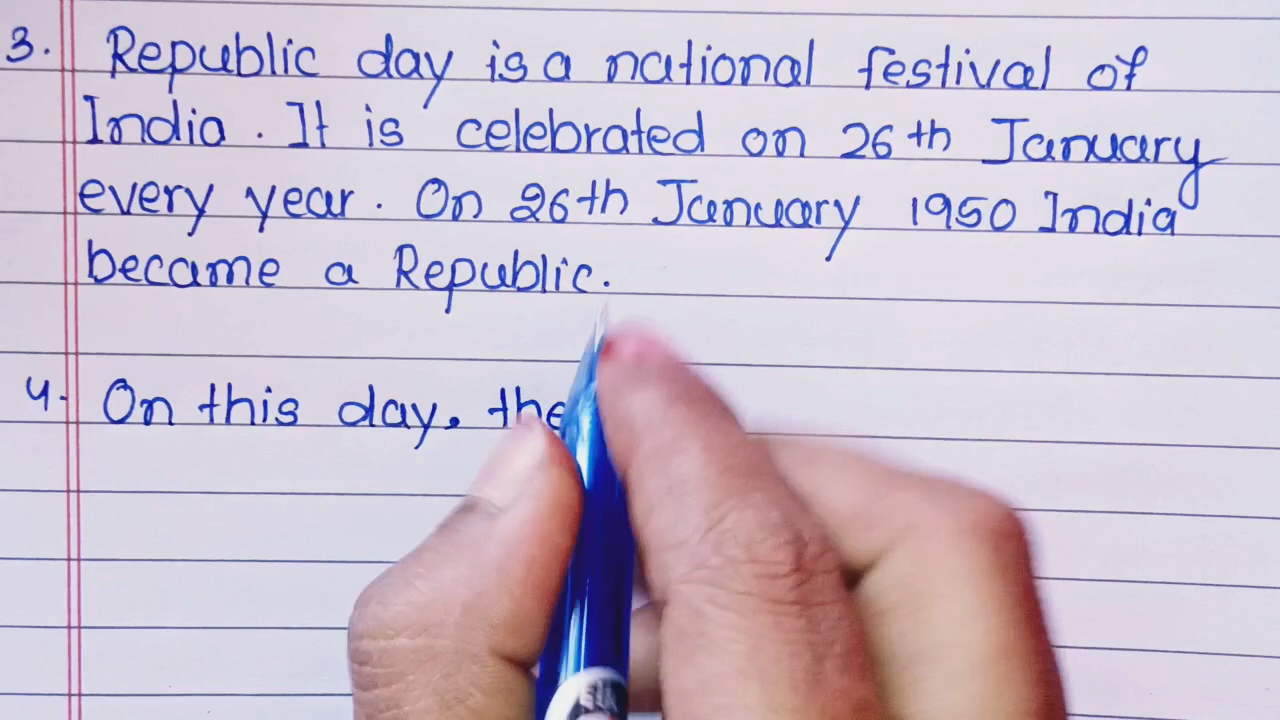 3. Republic day is a national festival of
India. It is celebrated on 26th January
every year. On 26th January 1950 India
became a Republic.
4. On this day, the